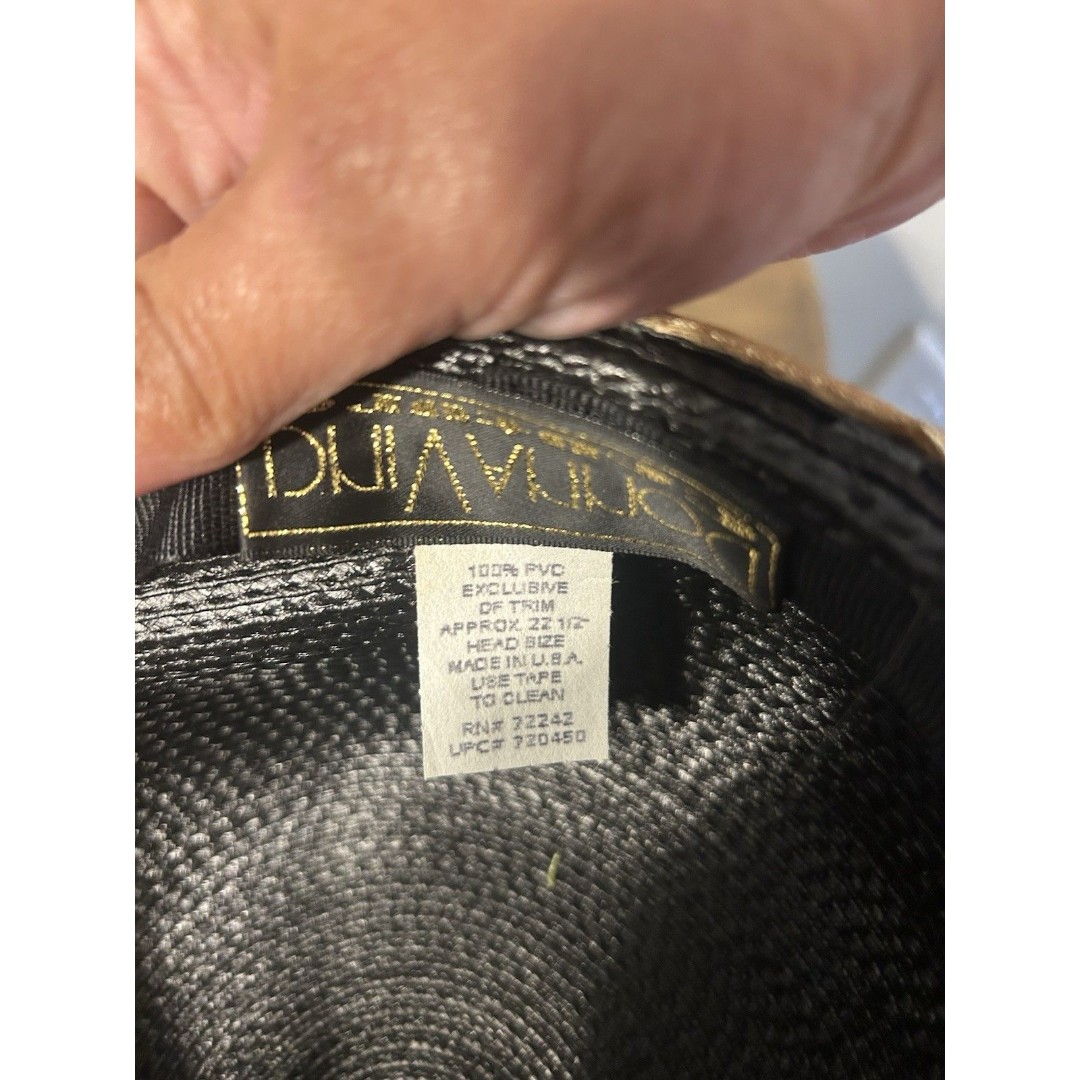 DonnaVinci
100% PVC
EXCLUSIVE
OF TRIM
APPROX. 22 1/2"
HEAD SIZE
MADE IN U.S.A.
USE TAPE
TO CLEAN
RN# 72242
UPC# 720450